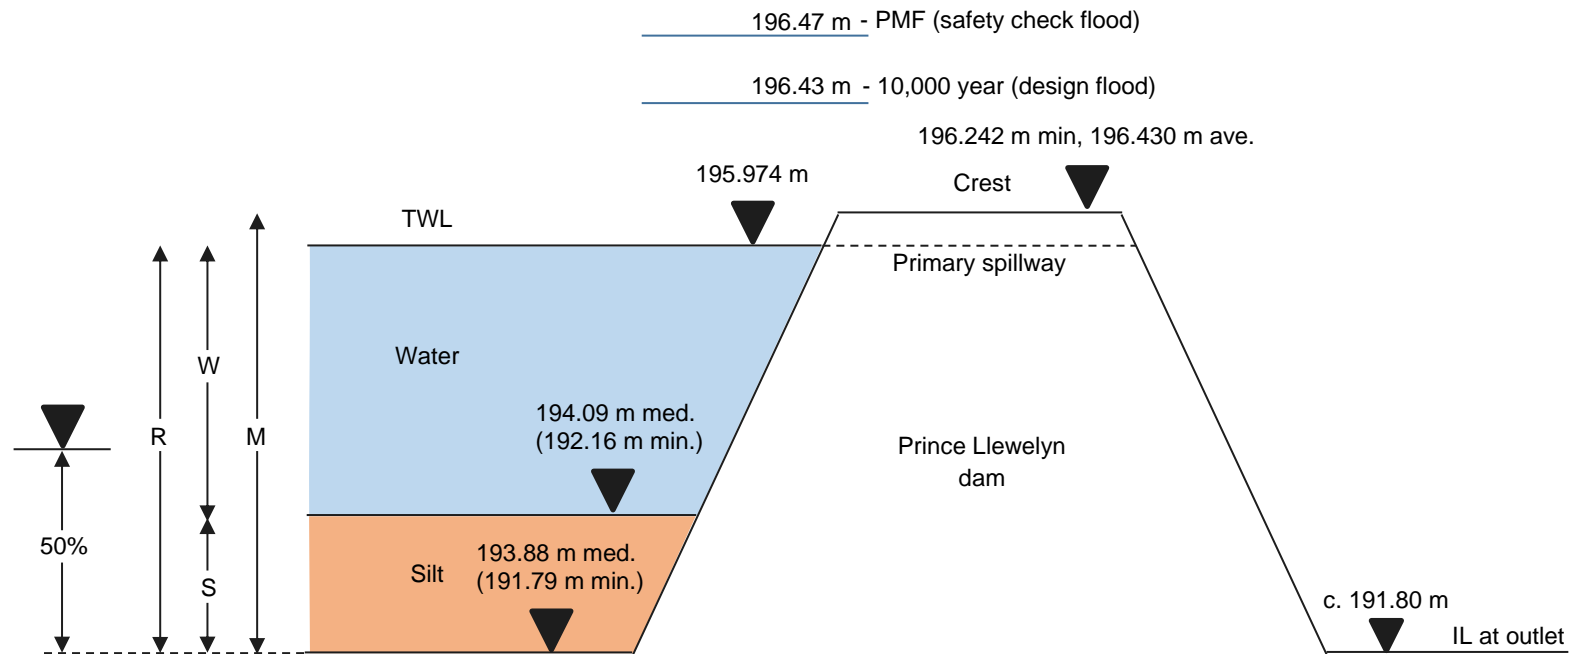 196.47 m - PMF (safety check flood)
196.43 m - 10,000 year (design flood)
196.242 m min, 196.430 m ave.
195.974 m
Crest
TWL
Primary spillway
Water
W
194.09 m med.
(192.16 m min.)
R
M
Prince Llewelyn
dam
50%
193.88 m med.
(191.79 m min.)
Silt
S
c. 191.80 m
IL at outlet